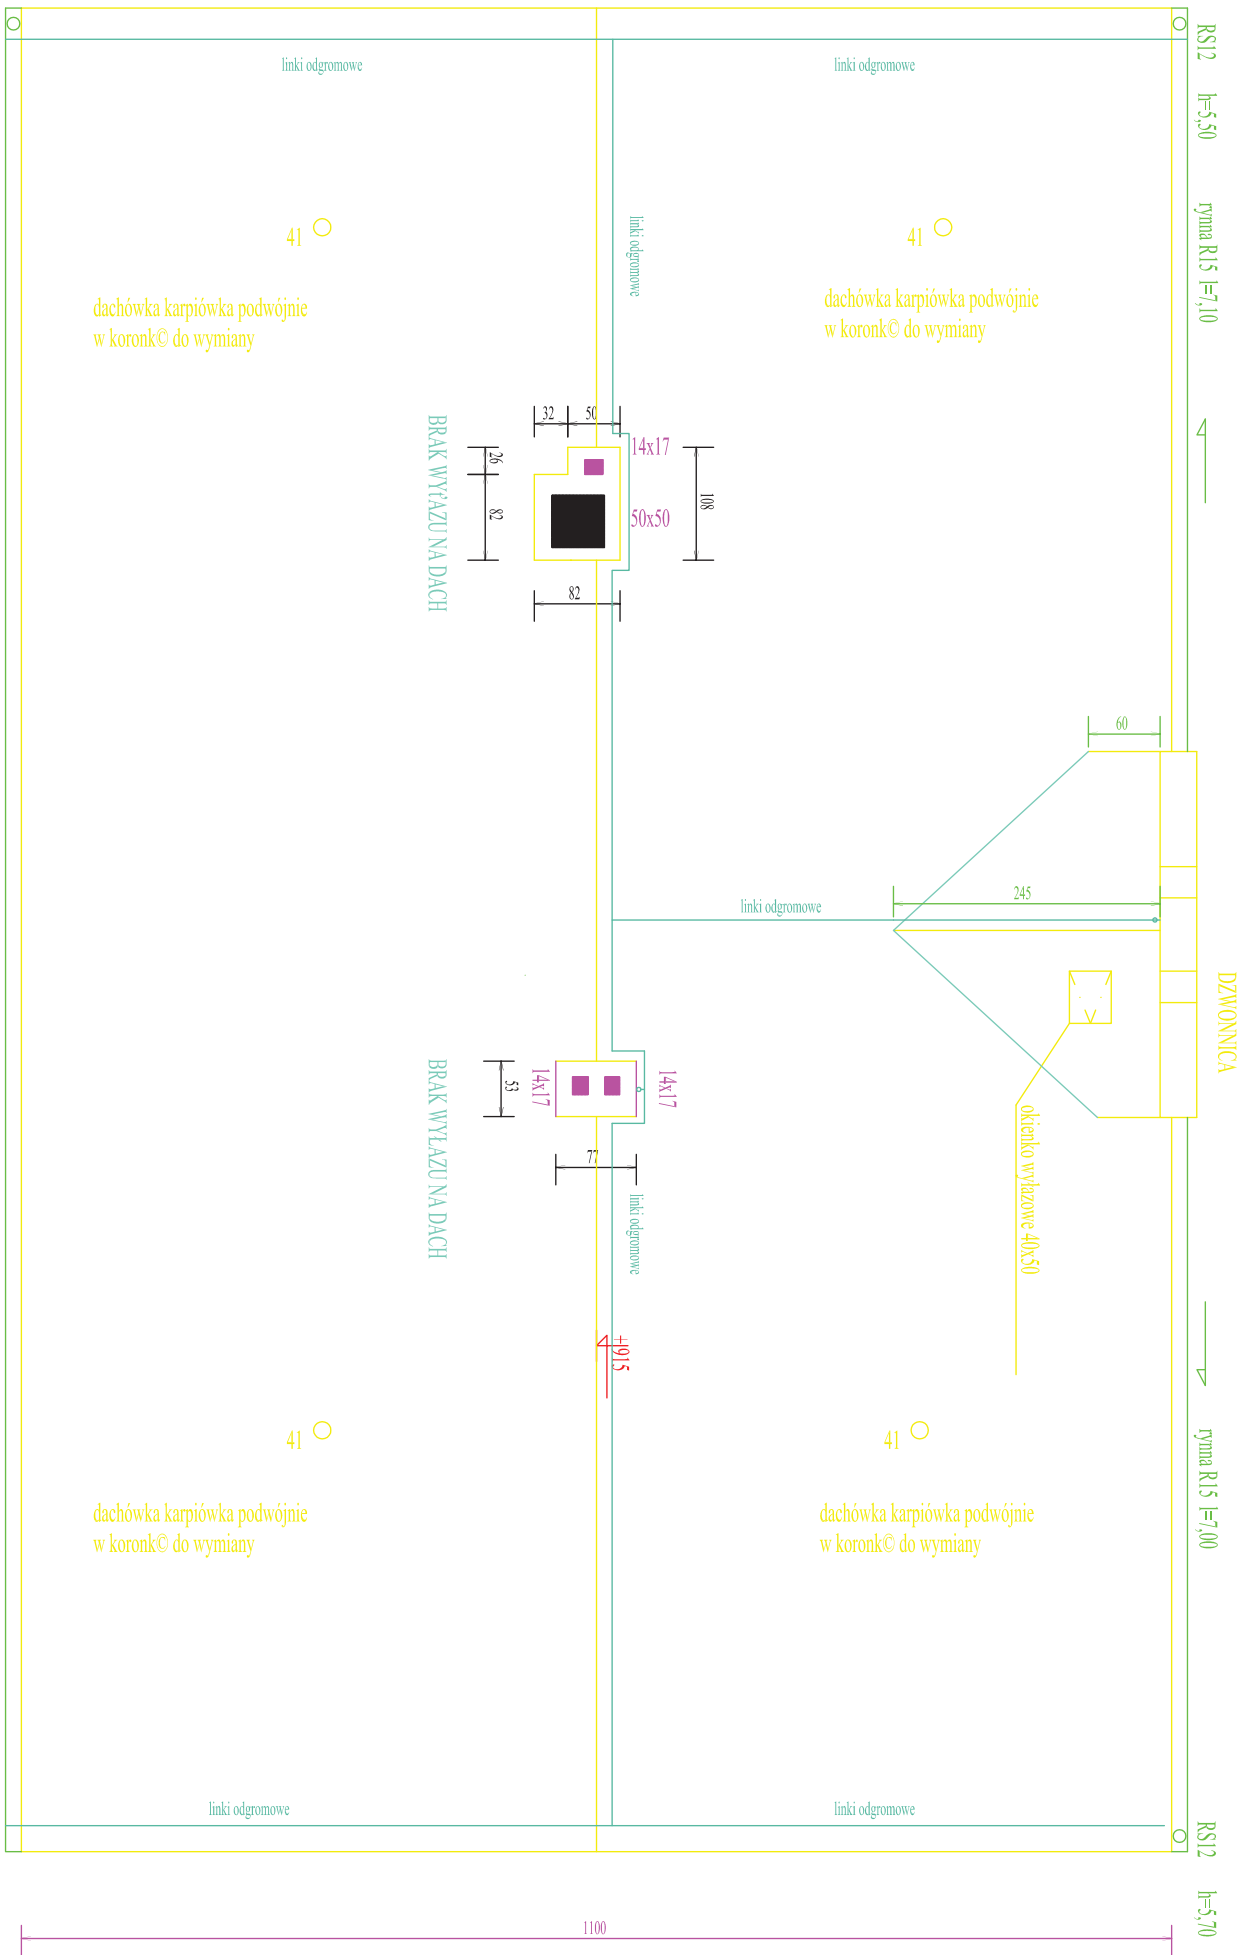 RS12
h=5,50
rynna R15 l=7,10
linki odgromowe
linki odgromowe
linki odgromowe
41
41
dachówka karpiówka podwójnie
w koronk© do wymiany
dachówka karpiówka podwójnie
w koronk© do wymiany
32
50
14x17
50x50
26
82
108
82
BRAK WYŁAZU NA DACH
60
245
linki odgromowe
DZWONNICA
okienko wyłazowe 40x50
14x17
14x17
53
77
BRAK WYŁAZU NA DACH
linki odgromowe
+1915
41
41
rynna R15 l=7,00
dachówka karpiówka podwójnie
w koronk© do wymiany
dachówka karpiówka podwójnie
w koronk© do wymiany
linki odgromowe
linki odgromowe
RS12
h=5,70
1100